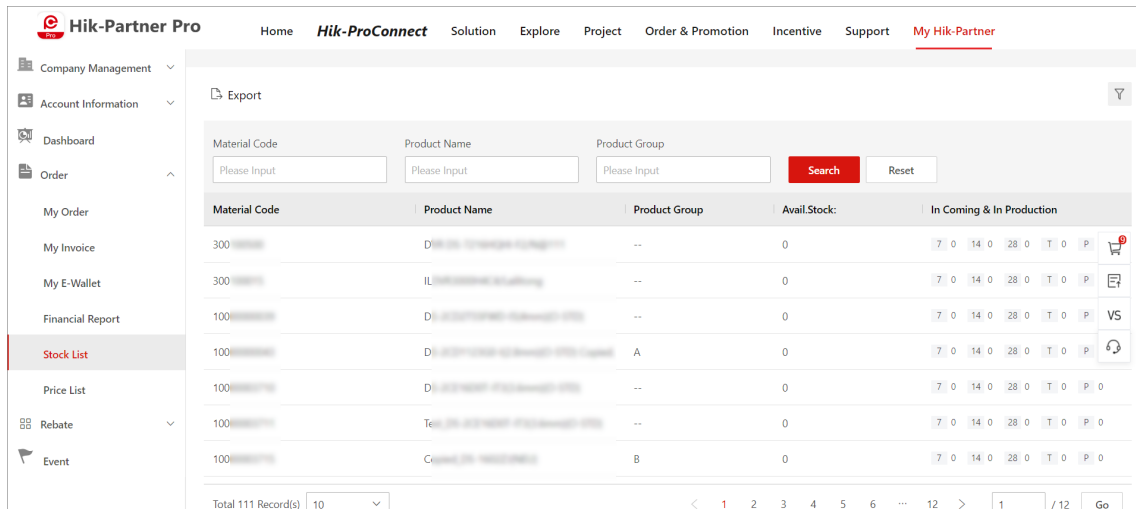 Pro
Hik-Partner Pro
Home Hik-ProConnect Solution Explore Project Order & Promotion Incentive Support My Hik-Partner
Company Management
Account Information
Dashboard
Order
My Order
My Invoice
My E-Wallet
Financial Report
Stock List
Price List
Rebate
Event
Export
Material Code Product Name Product Group
Please Input Please Input Please Input Search Reset
Material Code Product Name Product Group Avail.Stock: In Coming & In Production
300 -- 0 7 0 14 0 28 0 T 0 P
300 -- 0 7 0 14 0 28 0 T 0 P
100 -- 0 7 0 14 0 28 0 T 0 P
100 A 0 7 0 14 0 28 0 T 0 P
100 -- 0 7 0 14 0 28 0 T 0 P 0
100 -- 0 7 0 14 0 28 0 T 0 P 0
100 B 0 7 0 14 0 28 0 T 0 P 0
9
VS
Total 111 Record(s) 10 < 1 2 3 4 5 6 ... 12 > 1 / 12 Go